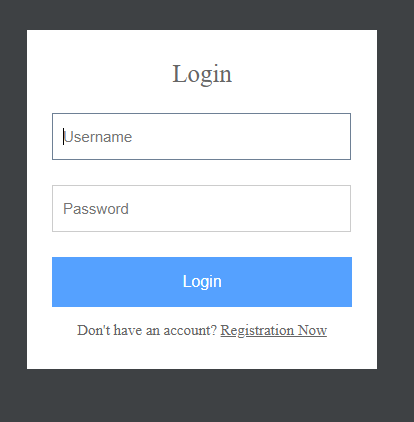 Login
Username
Password
Login
Don't have an account? Registration Now